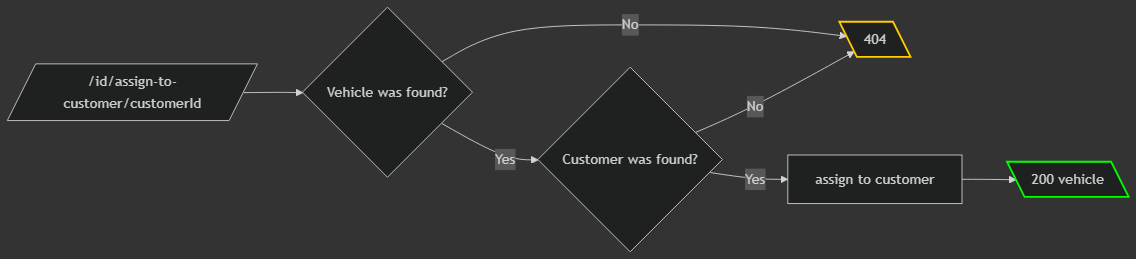 /id/assign-to-
customer/customerId
Vehicle was found?
No
404
Yes
Customer was found?
No
Yes
assign to customer
200 vehicle